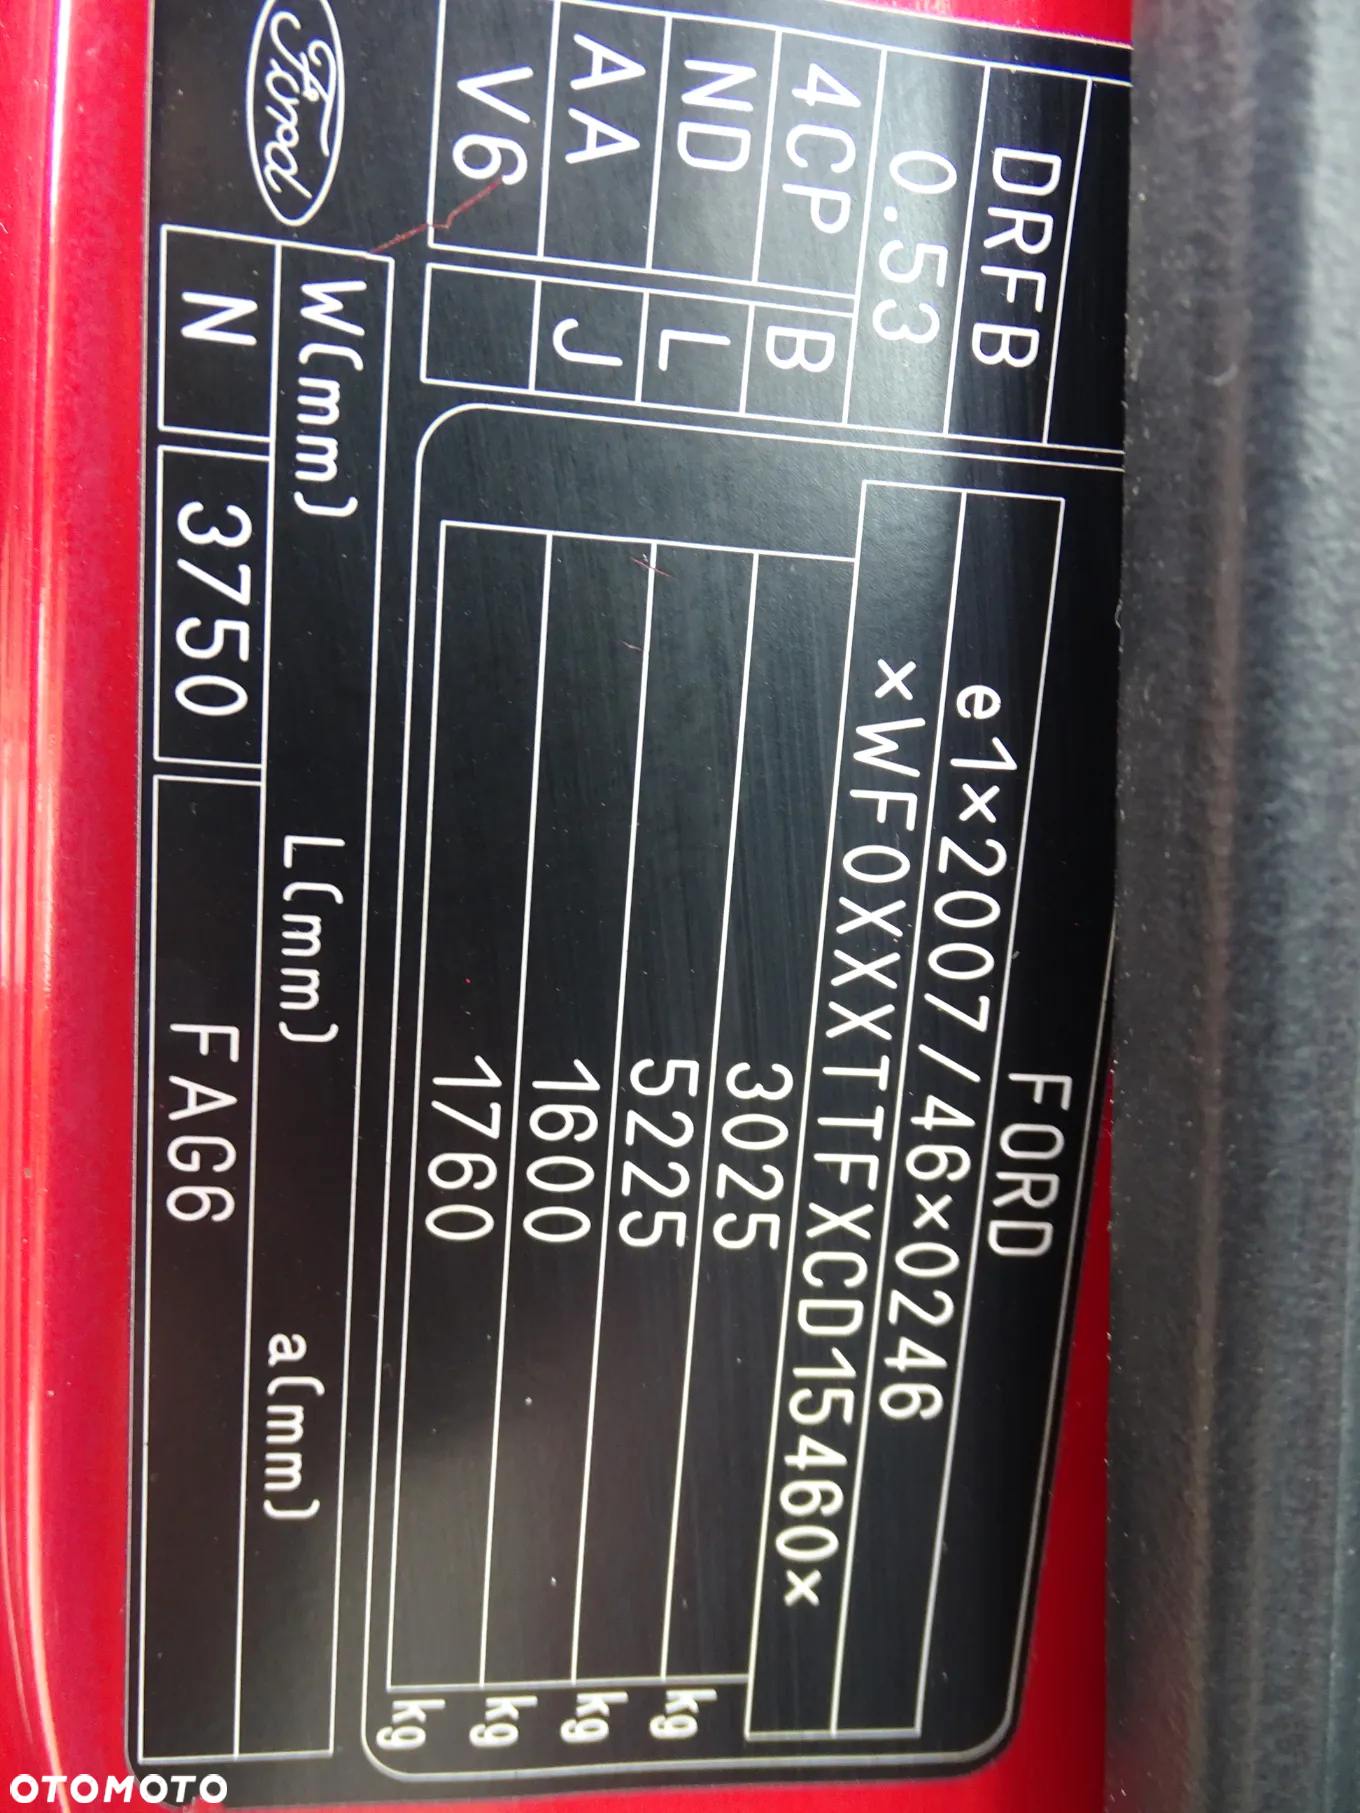 FORD
e1×2007/46×0246
×WF0XXXTTFXCD15460×
3025 kg
5225 kg
1600 kg
1760 kg
DRFB
0.53
4CP B
ND L
AA J
V6
W(mm) L(mm) a(mm)
N 3750 FAG6
Ford
OTOMOTO